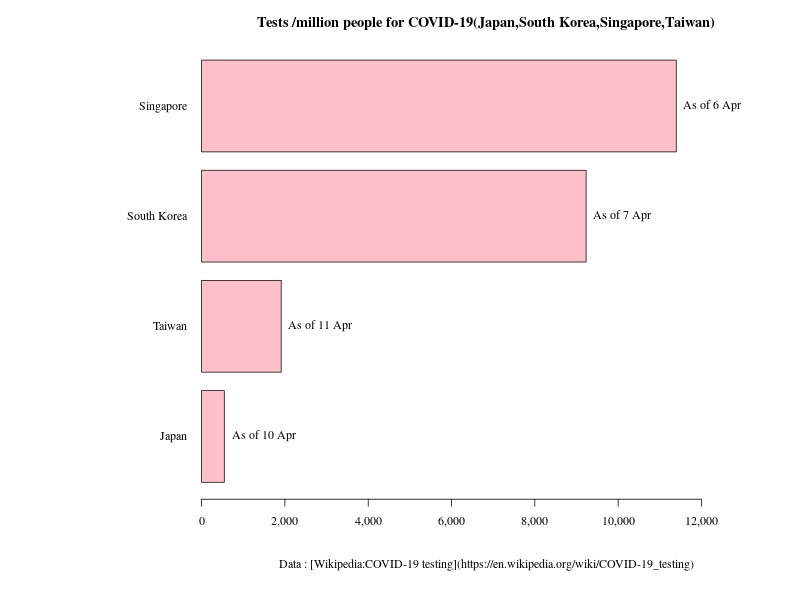 Tests /million people for COVID-19(Japan,South Korea,Singapore,Taiwan)
Singapore
As of 6 Apr
South Korea
As of 7 Apr
Taiwan
As of 11 Apr
Japan
As of 10 Apr
0 2,000 4,000 6,000 8,000 10,000 12,000
Data : [Wikipedia:COVID-19 testing](https://en.wikipedia.org/wiki/COVID-19_testing)